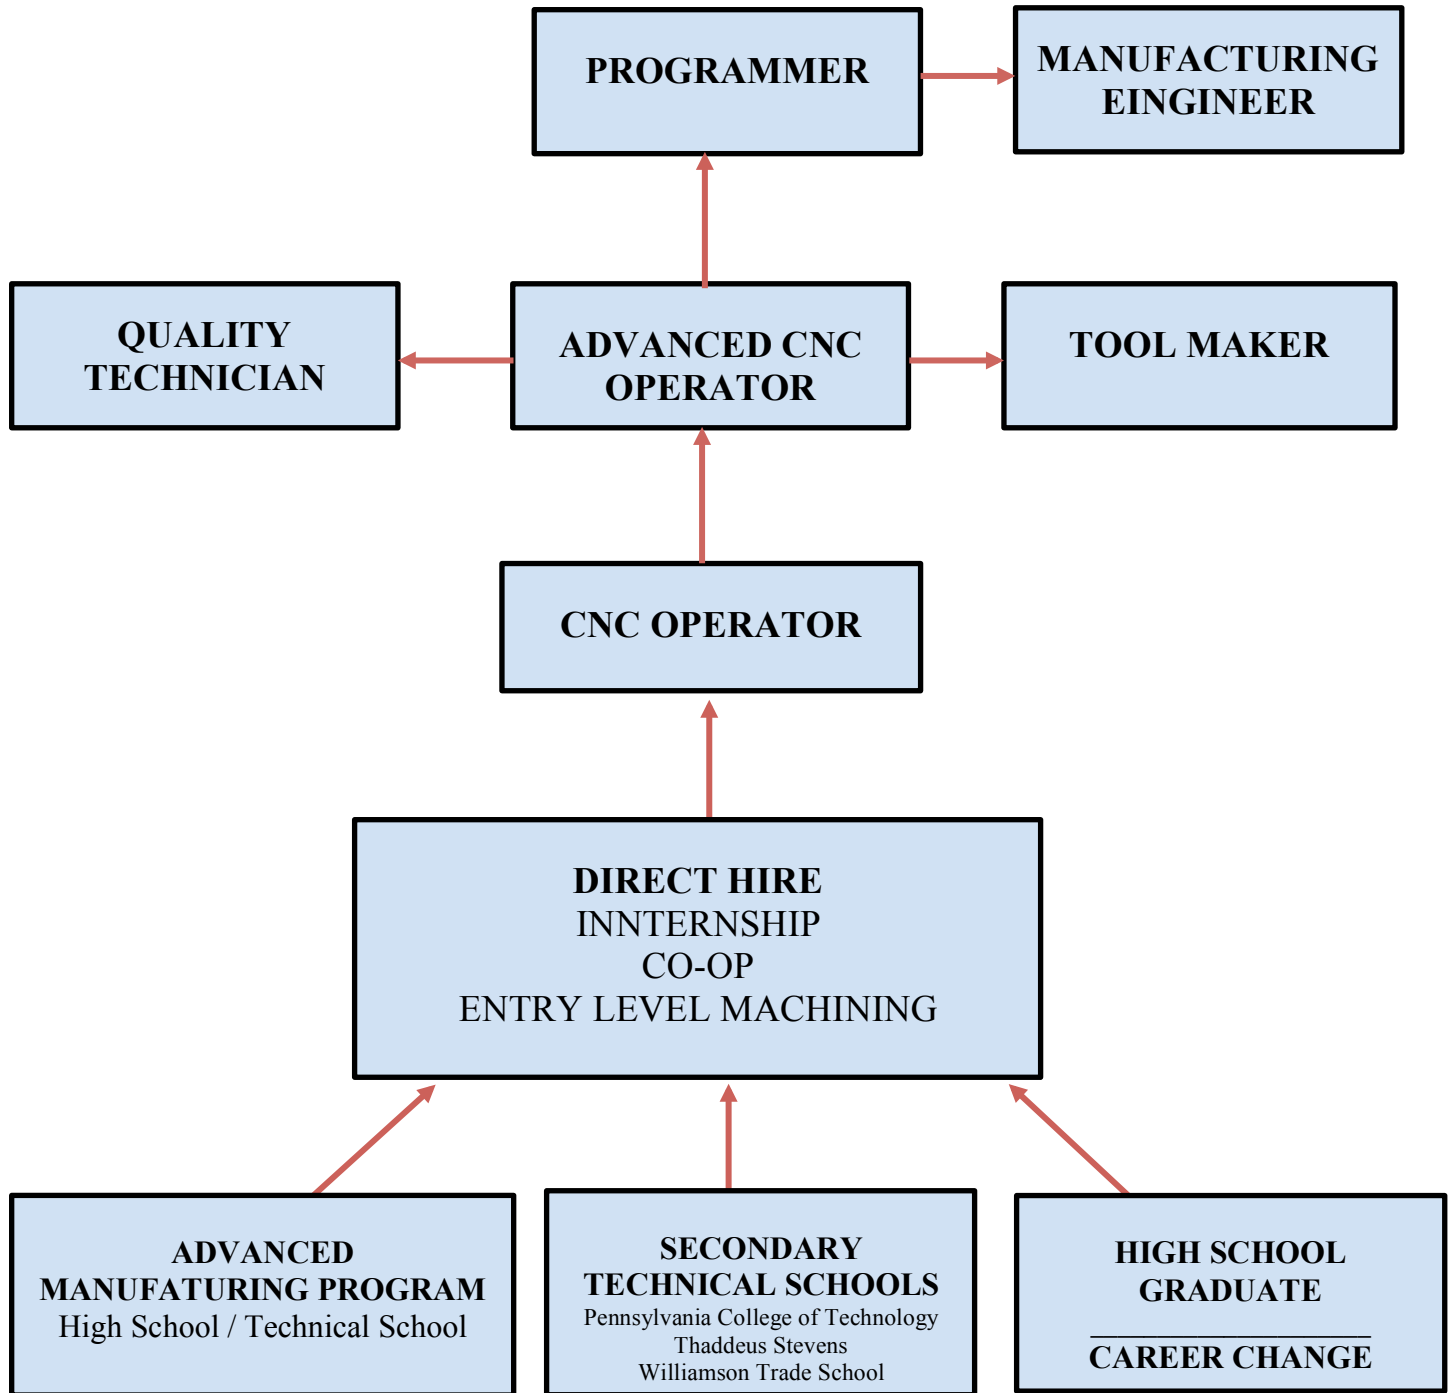 PROGRAMMER
MANUFACTURING
EINGINEER
QUALITY
TECHNICIAN
ADVANCED CNC
OPERATOR
TOOL MAKER
CNC OPERATOR
DIRECT HIRE
INNTERNSHIP
CO-OP
ENTRY LEVEL MACHINING
ADVANCED
MANUFATURING PROGRAM
High School / Technical School
SECONDARY
TECHNICAL SCHOOLS
Pennsylvania College of Technology
Thaddeus Stevens
Williamson Trade School
HIGH SCHOOL
GRADUATE
CAREER CHANGE